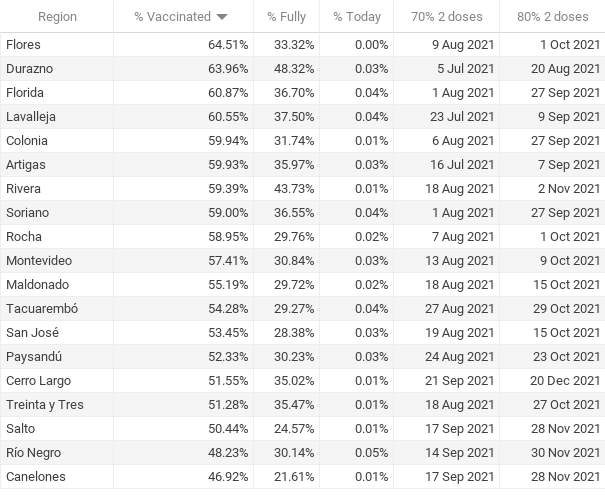 Region % Vaccinated % Fully % Today 70% 2 doses 80% 2 doses
Flores 64.51% 33.32% 0.00% 9 Aug 2021 1 Oct 2021
Durazno 63.96% 48.32% 0.03% 5 Jul 2021 20 Aug 2021
Florida 60.87% 36.70% 0.04% 1 Aug 2021 27 Sep 2021
Lavalleja 60.55% 37.50% 0.04% 23 Jul 2021 9 Sep 2021
Colonia 59.94% 31.74% 0.01% 6 Aug 2021 27 Sep 2021
Artigas 59.93% 35.97% 0.03% 16 Jul 2021 7 Sep 2021
Rivera 59.39% 43.73% 0.01% 18 Aug 2021 2 Nov 2021
Soriano 59.00% 36.55% 0.04% 1 Aug 2021 27 Sep 2021
Rocha 58.95% 29.76% 0.02% 7 Aug 2021 1 Oct 2021
Montevideo 57.41% 30.84% 0.03% 13 Aug 2021 9 Oct 2021
Maldonado 55.19% 29.72% 0.02% 18 Aug 2021 15 Oct 2021
Tacuarembó 54.28% 29.27% 0.04% 27 Aug 2021 29 Oct 2021
San José 53.45% 28.38% 0.03% 19 Aug 2021 15 Oct 2021
Paysandú 52.33% 30.23% 0.03% 24 Aug 2021 23 Oct 2021
Cerro Largo 51.55% 35.02% 0.01% 21 Sep 2021 20 Dec 2021
Treinta y Tres 51.28% 35.47% 0.01% 18 Aug 2021 27 Oct 2021
Salto 50.44% 24.57% 0.01% 17 Sep 2021 28 Nov 2021
Río Negro 48.23% 30.14% 0.05% 14 Sep 2021 30 Nov 2021
Canelones 46.92% 21.61% 0.01% 17 Sep 2021 28 Nov 2021